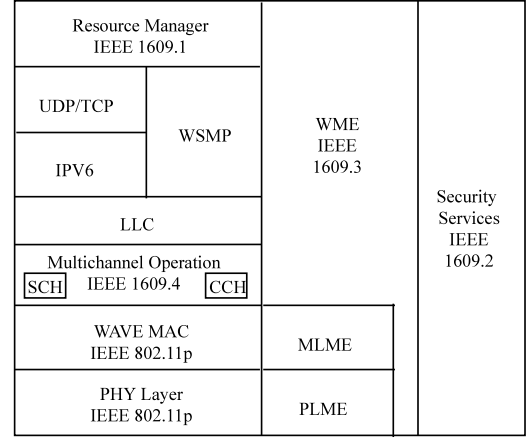 Resource Manager
IEEE 1609.1
UDP/TCP
WSMP
IPV6
LLC
Multichannel Operation
SCH IEEE 1609.4 CCH
WAVE MAC
IEEE 802.11p
PHY Layer
IEEE 802.11p
WME
IEEE
1609.3
MLME
PLME
Security
Services
IEEE
1609.2